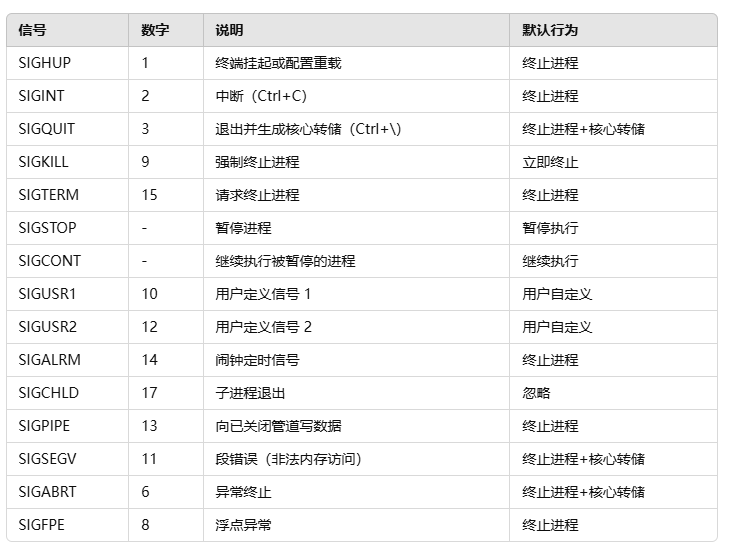 信号 数字 说明 默认行为
SIGHUP 1 终端挂起或配置重载 终止进程
SIGINT 2 中断（Ctrl+C） 终止进程
SIGQUIT 3 退出并生成核心转储（Ctrl+\） 终止进程+核心转储
SIGKILL 9 强制终止进程 立即终止
SIGTERM 15 请求终止进程 终止进程
SIGSTOP - 暂停进程 暂停执行
SIGCONT - 继续执行被暂停的进程 继续执行
SIGUSR1 10 用户定义信号 1 用户自定义
SIGUSR2 12 用户定义信号 2 用户自定义
SIGALRM 14 闹钟定时信号 终止进程
SIGCHLD 17 子进程退出 忽略
SIGPIPE 13 向已关闭管道写数据 终止进程
SIGSEGV 11 段错误（非法内存访问） 终止进程+核心转储
SIGABRT 6 异常终止 终止进程+核心转储
SIGFPE 8 浮点异常 终止进程